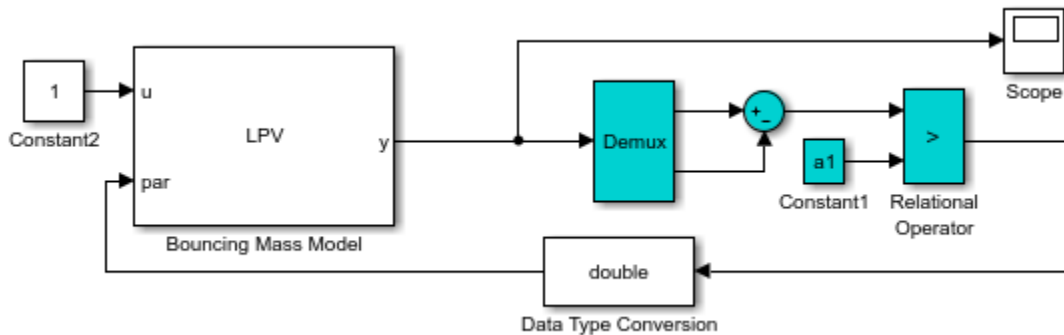 Scope
1
Constant2
u
par
LPV
y
Bouncing Mass Model
Demux
+
-
a1
Constant1
>
Relational
Operator
double
Data Type Conversion